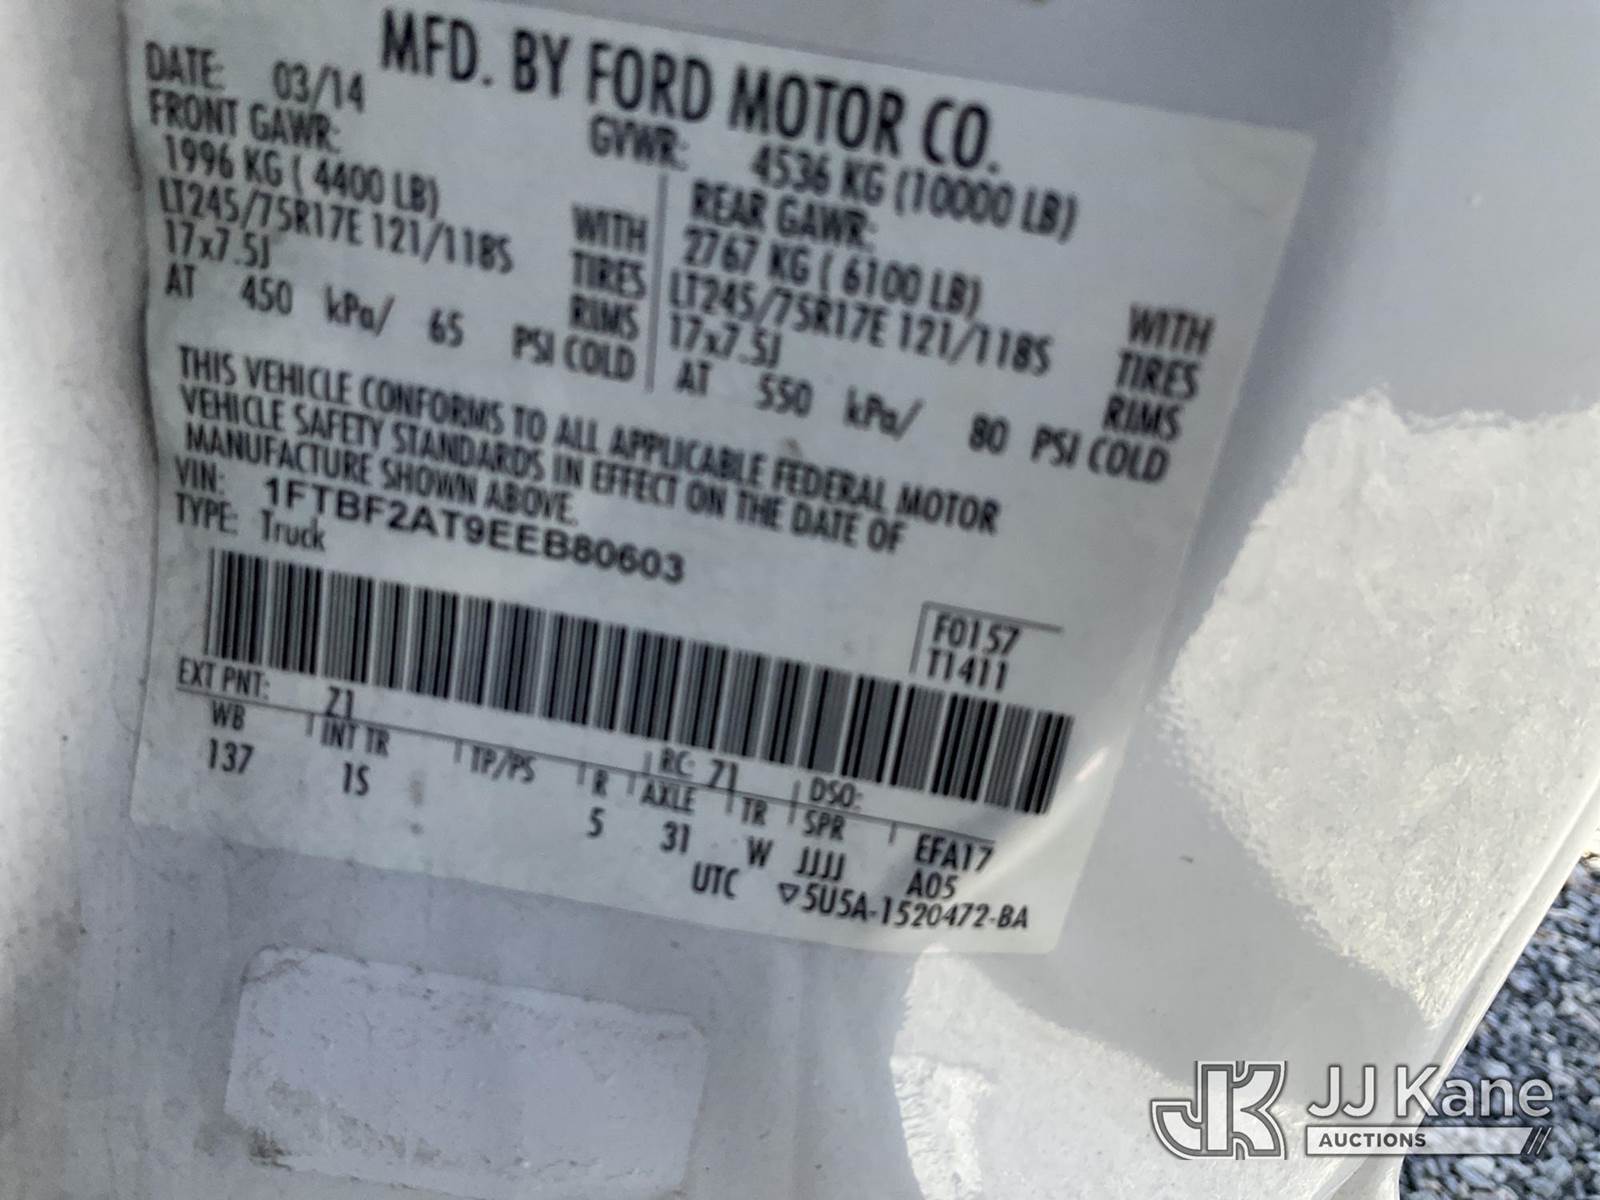 MFD. BY FORD MOTOR CO.
DATE: 03/14 GVWR: 4536 KG (10000 LB)
FRONT GAWR: REAR GAWR:
1996 KG ( 4400 LB) WITH 2767 KG ( 6100 LB) WITH
LT245/75R17E 121/118S TIRES LT245/75R17E 121/118S TIRES
17x7.5J RIMS 17x7.5J RIMS
AT 450 kPa/ 65 PSI COLD AT 550 kPa/ 80 PSI COLD
THIS VEHICLE CONFORMS TO ALL APPLICABLE FEDERAL MOTOR
VEHICLE SAFETY STANDARDS IN EFFECT ON THE DATE OF
MANUFACTURE SHOWN ABOVE.
VIN: 1FTBF2AT9EEB80603
TYPE: Truck
F0157
T1411
EXT PNT: Z1 RC: 71 DSO:
WB INT TR TP/PS R AXLE TR SPR EFA17
137 1S 5 31 W JJJJ A05
UTC ▽5U5A-1520472-BA
JK JJ Kane
AUCTIONS